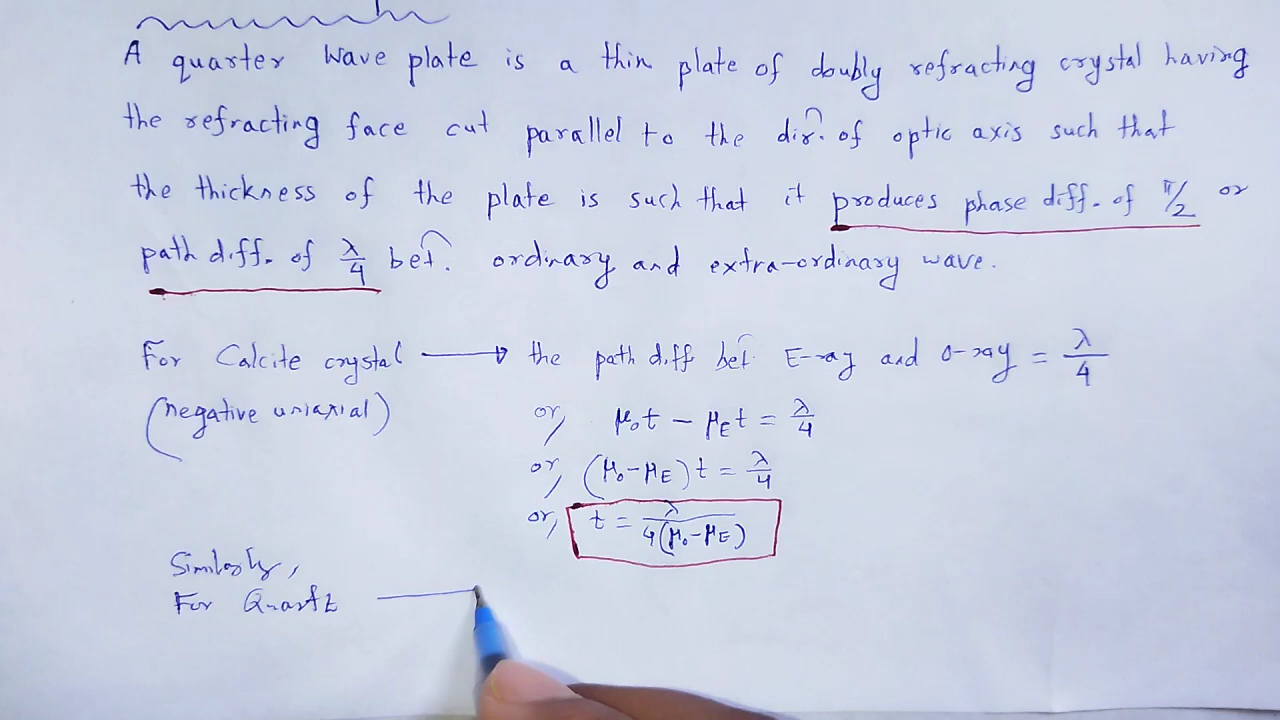 A quarter wave plate is a thin plate of doubly refracting crystal having
the refracting face cut parallel to the dir. of optic axis such that
the thickness of the plate is such that it produces phase diff. of π/2 or
path diff. of λ/4 bet. ordinary and extra-ordinary wave.
For Calcite crystal → the path diff bet. E-ray and O-ray = λ/4
(negative uniaxial)
or, μ₀t - μ_E t = λ/4
or, (μ₀-μ_E)t = λ/4
or, t = λ/4(μ₀-μ_E)
Similarly,
For Quartz